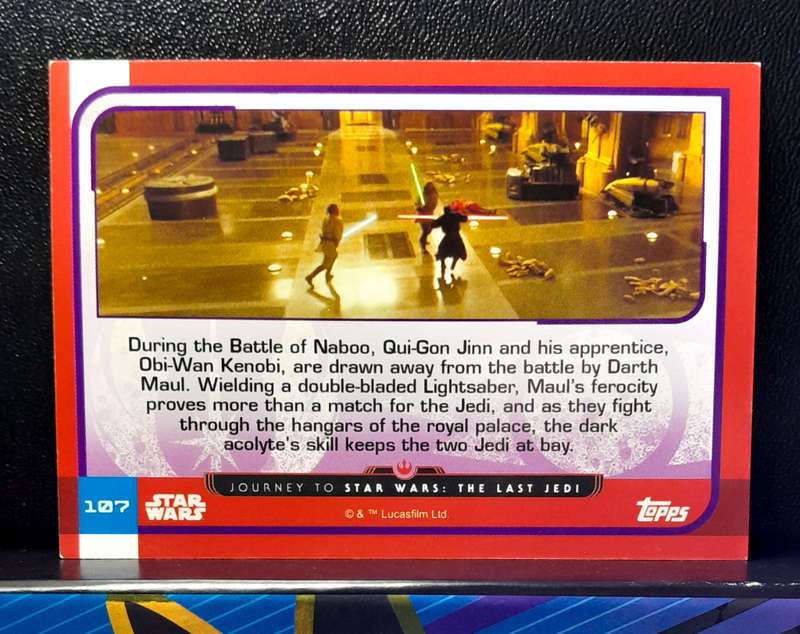 During the Battle of Naboo, Qui-Gon Jinn and his apprentice,
Obi-Wan Kenobi, are drawn away from the battle by Darth
Maul. Wielding a double-bladed Lightsaber, Maul's ferocity
proves more than a match for the Jedi, and as they fight
through the hangars of the royal palace, the dark
acolyte's skill keeps the two Jedi at bay.
JOURNEY TO STAR WARS: THE LAST JEDI
107
STAR
WARS
© & ™ Lucasfilm Ltd.
Topps